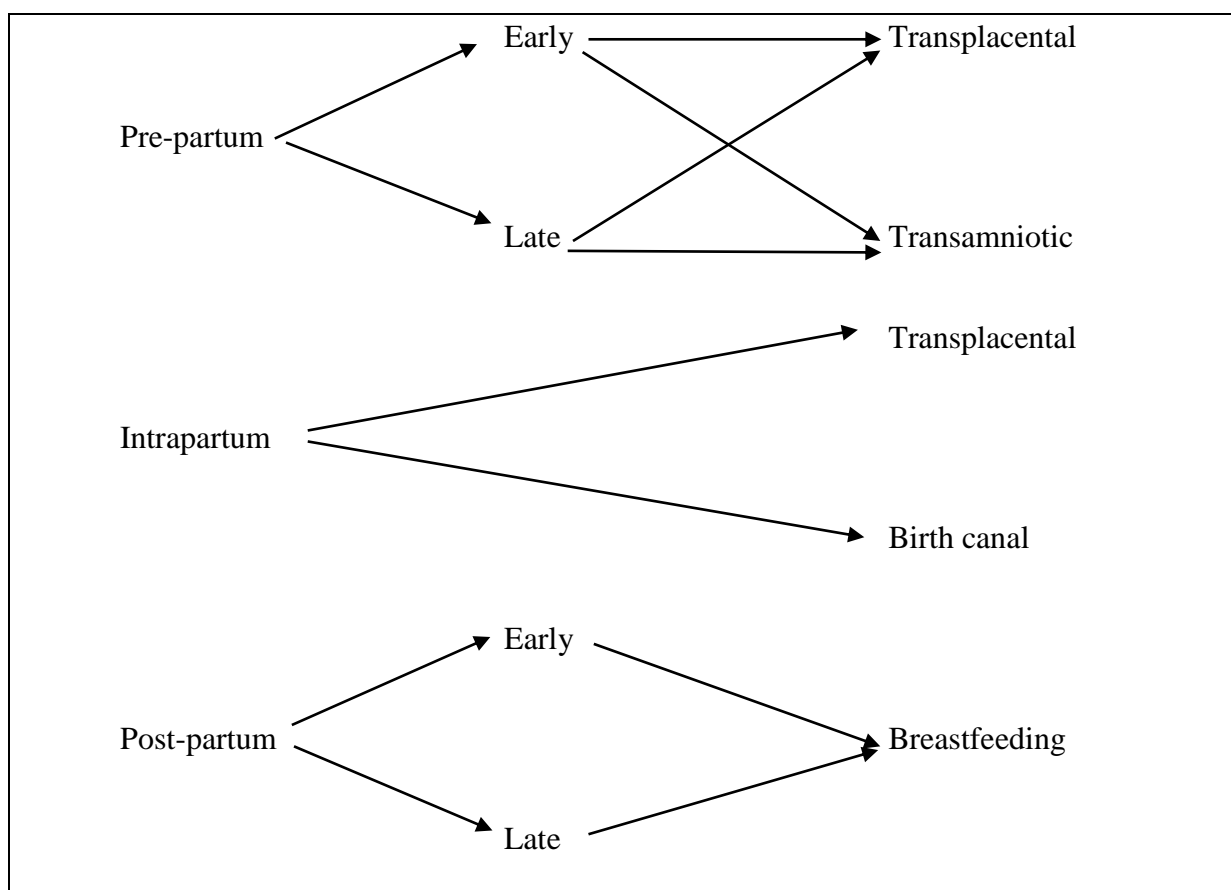 Early Transplacental
Pre-partum
Late Transamniotic
Transplacental
Intrapartum
Birth canal
Early
Post-partum Breastfeeding
Late